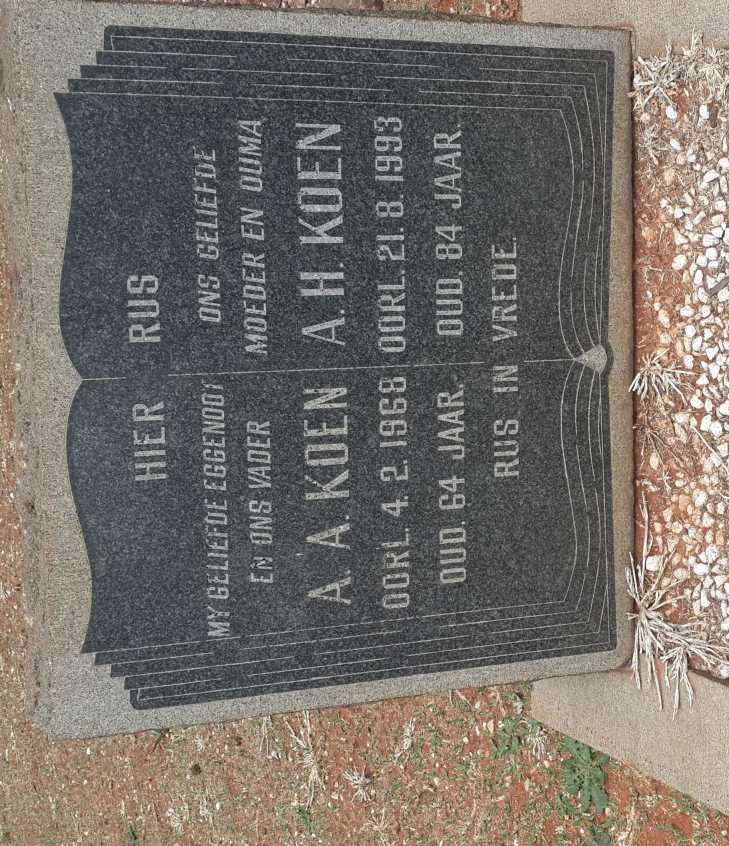 HIER RUS
MY GELIEFDE EGGENOOT
EN ONS VADER
A. A. KOEN
OORL. 4. 2. 1968
OUD. 64 JAAR.
ONS GELIEFDE
MOEDER EN OUMA
A. H. KOEN
OORL. 21. 8. 1993
OUD. 84 JAAR.
RUS IN VREDE.